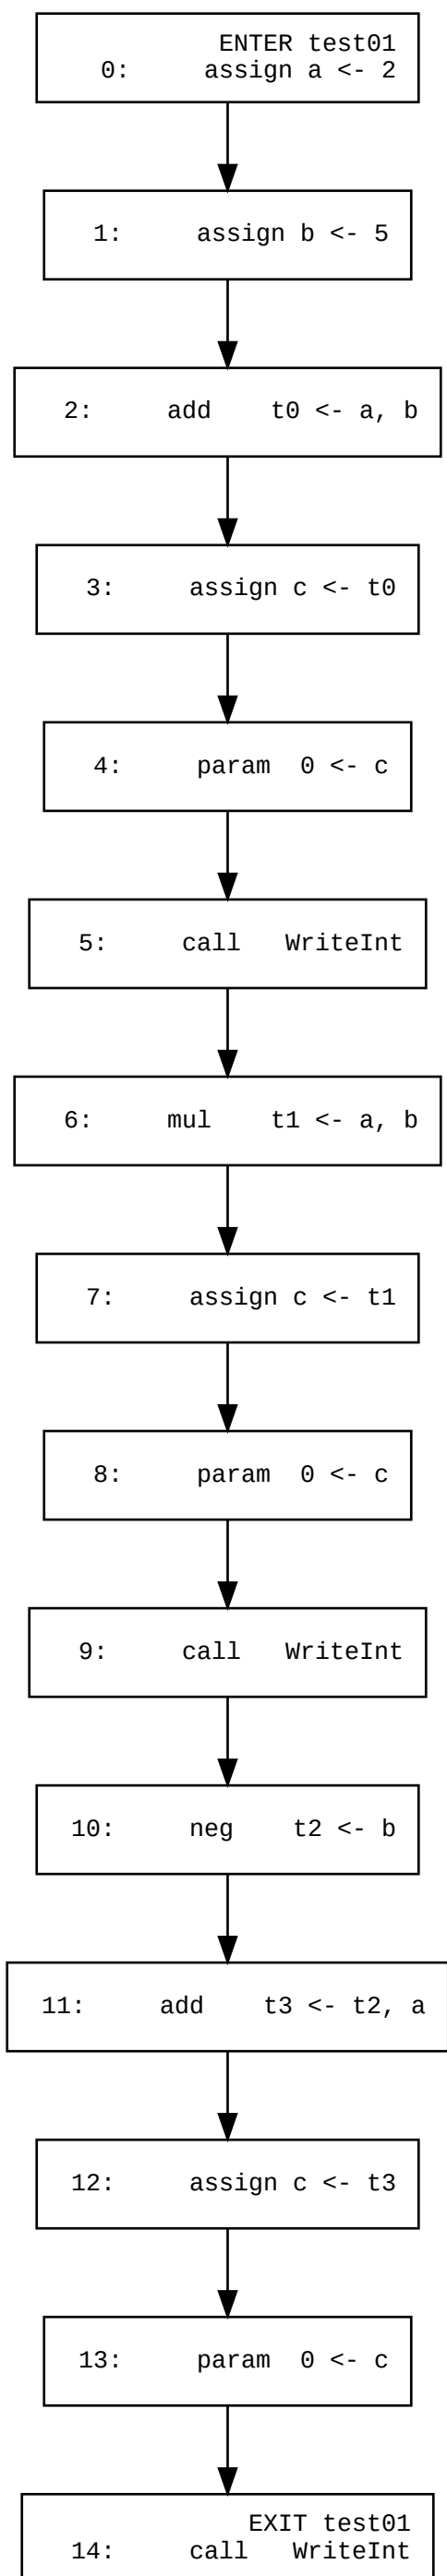 ENTER test01
0: assign a <- 2
1: assign b <- 5
2: add t0 <- a, b
3: assign c <- t0
4: param 0 <- c
5: call WriteInt
6: mul t1 <- a, b
7: assign c <- t1
8: param 0 <- c
9: call WriteInt
10: neg t2 <- b
11: add t3 <- t2, a
12: assign c <- t3
13: param 0 <- c
EXIT test01
14: call WriteInt